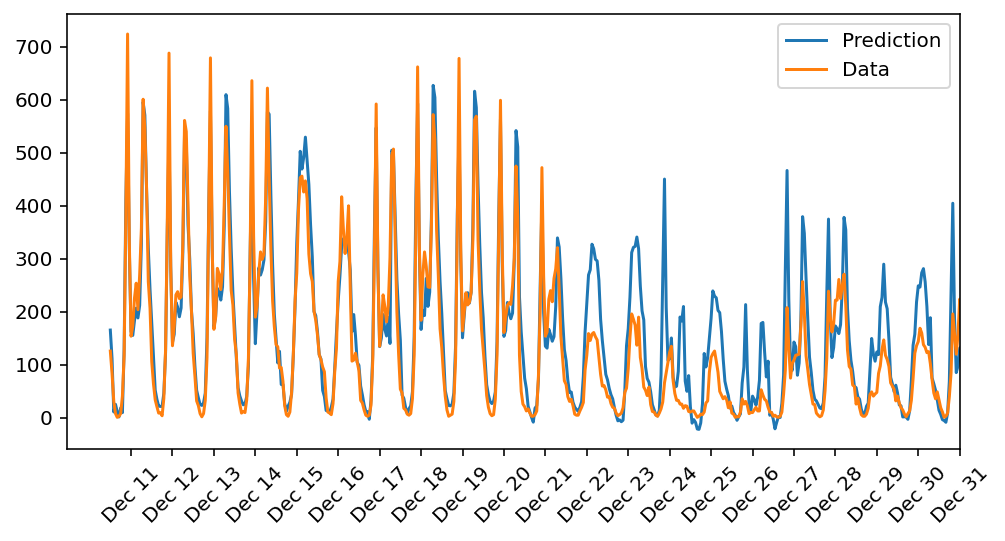 700
600
500
400
300
200
100
0
Prediction
Data
Dec 11
Dec 12
Dec 13
Dec 14
Dec 15
Dec 16
Dec 17
Dec 18
Dec 19
Dec 20
Dec 21
Dec 22
Dec 23
Dec 24
Dec 25
Dec 26
Dec 27
Dec 28
Dec 29
Dec 30
Dec 31